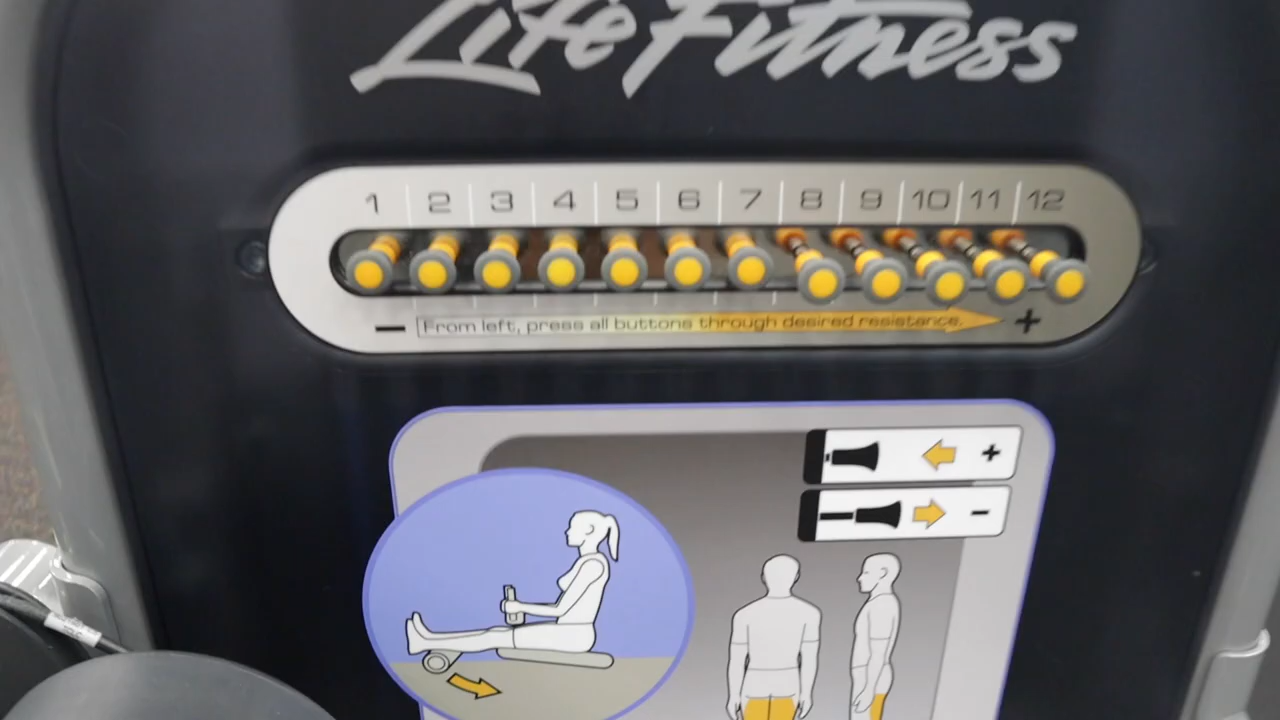 LifeFitness
1 2 3 4 5 6 7 8 9 10 11 12
− From left, press all buttons through desired resistance. +
+
−